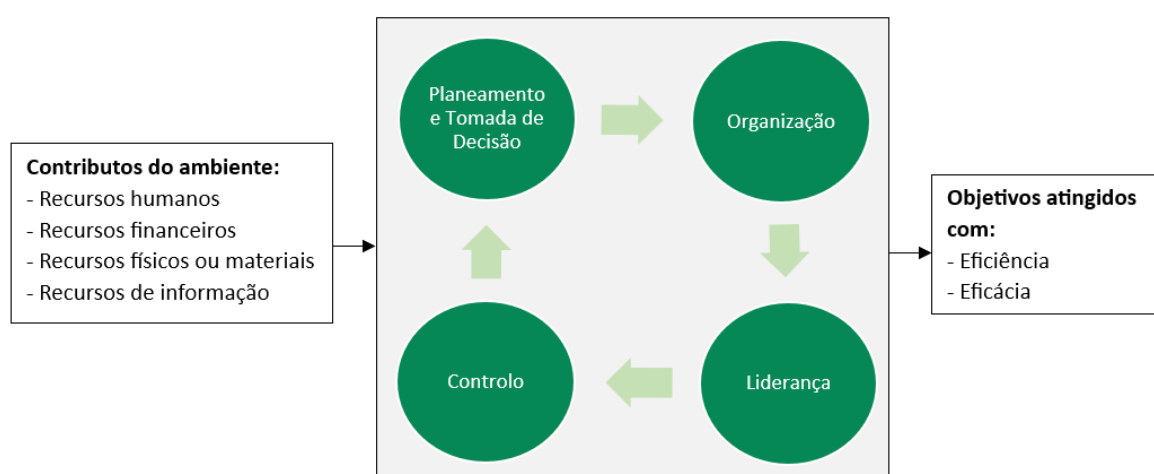 Contributos do ambiente:
- Recursos humanos
- Recursos financeiros
- Recursos físicos ou materiais
- Recursos de informação
Planeamento
e Tomada de
Decisão
Organização
Liderança
Controlo
Objetivos atingidos
com:
- Eficiência
- Eficácia